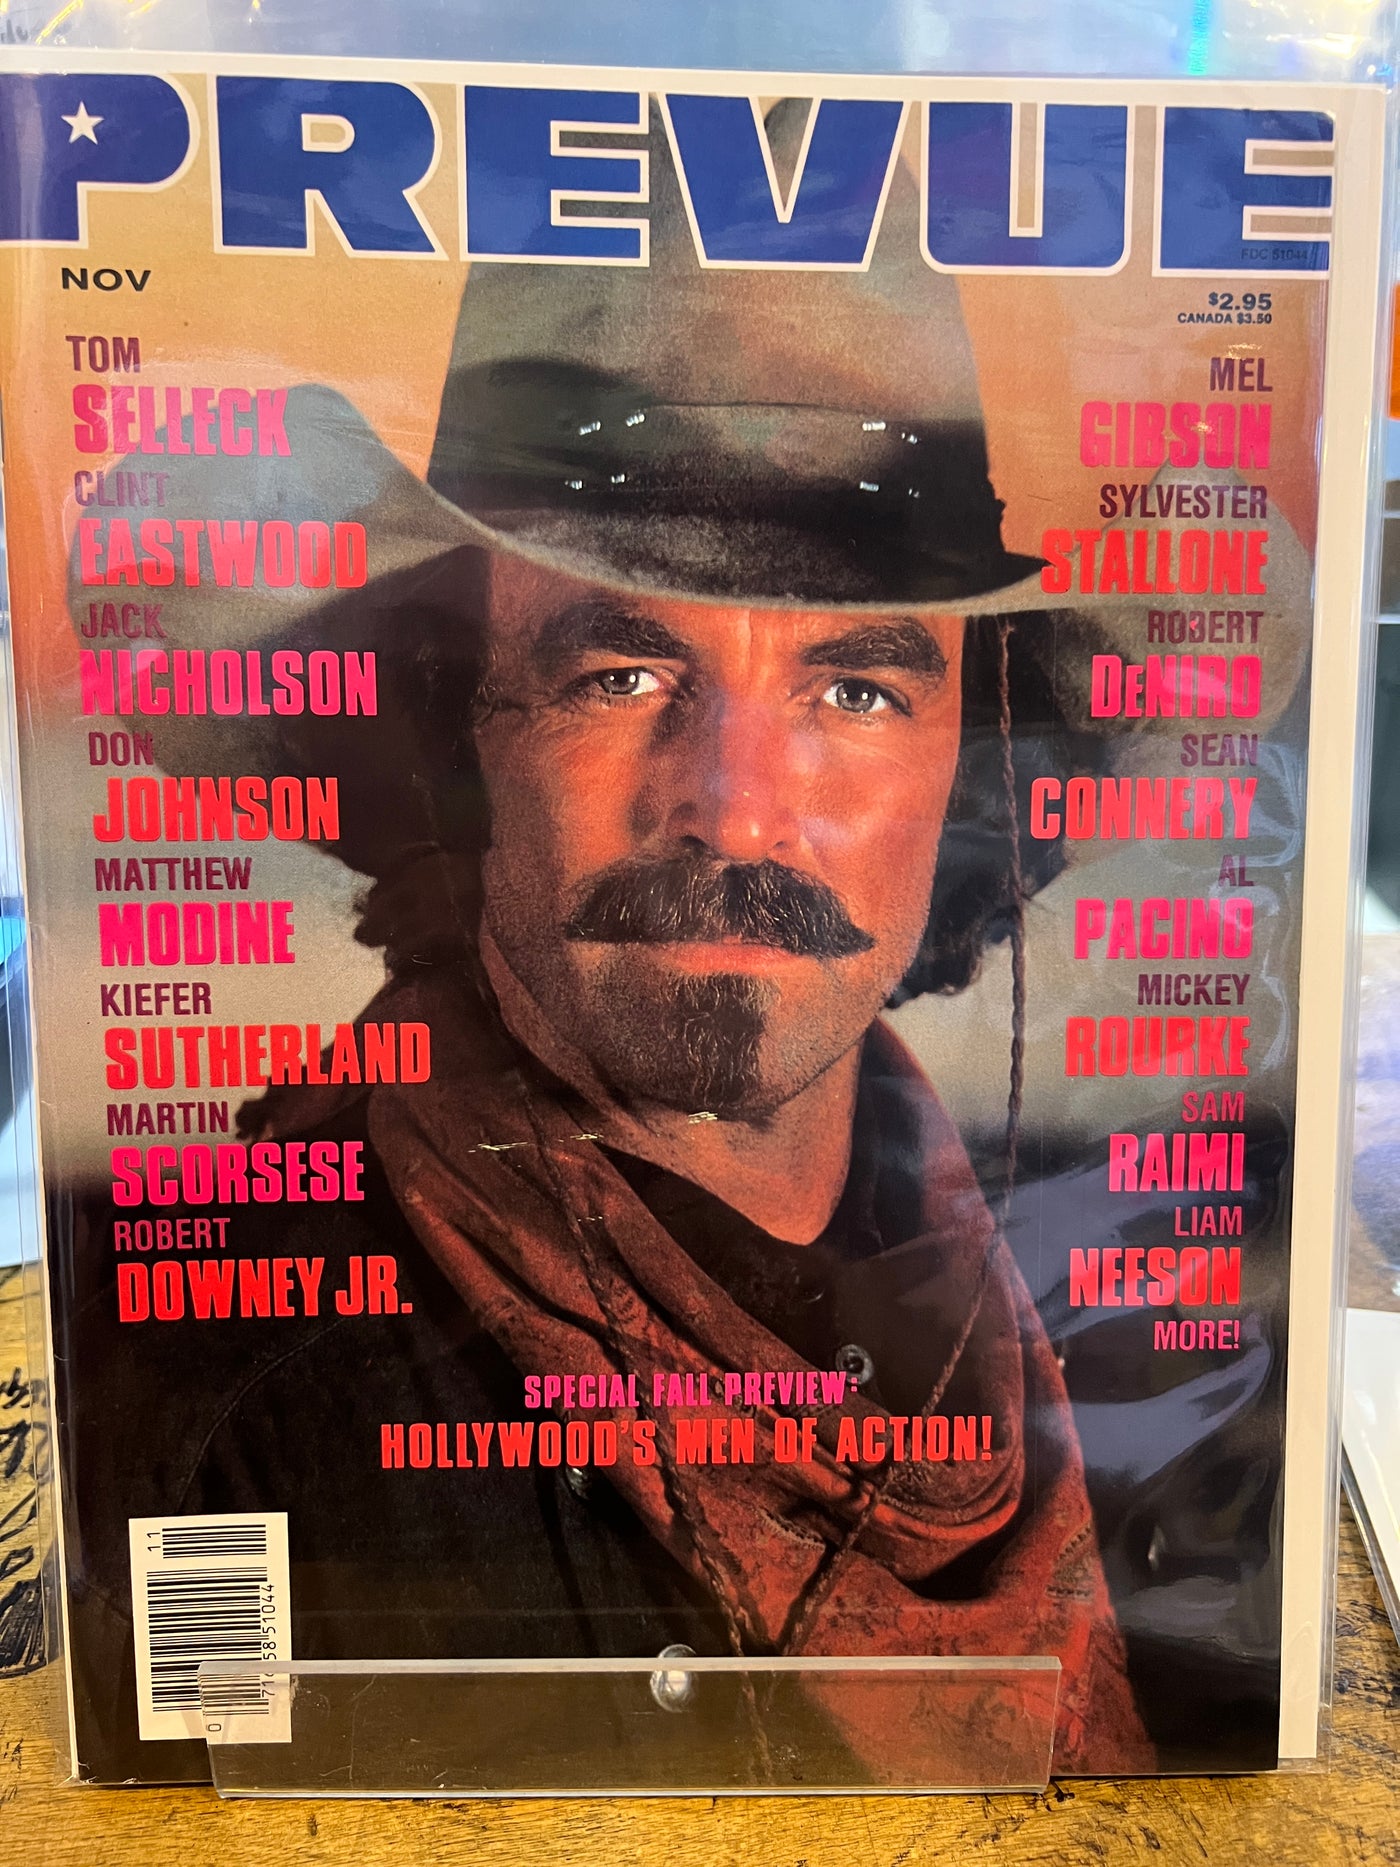 PREVUE
FDC 51044
NOV
$2.95
CANADA $3.50
TOM
SELLECK
CLINT
EASTWOOD
JACK
NICHOLSON
DON
JOHNSON
MATTHEW
MODINE
KIEFER
SUTHERLAND
MARTIN
SCORSESE
ROBERT
DOWNEY JR.
MEL
GIBSON
SYLVESTER
STALLONE
ROBERT
DeNIRO
SEAN
CONNERY
AL
PACINO
MICKEY
ROURKE
SAM
RAIMI
LIAM
NEESON
MORE!
SPECIAL FALL PREVIEW:
HOLLYWOOD'S MEN OF ACTION!
11
0